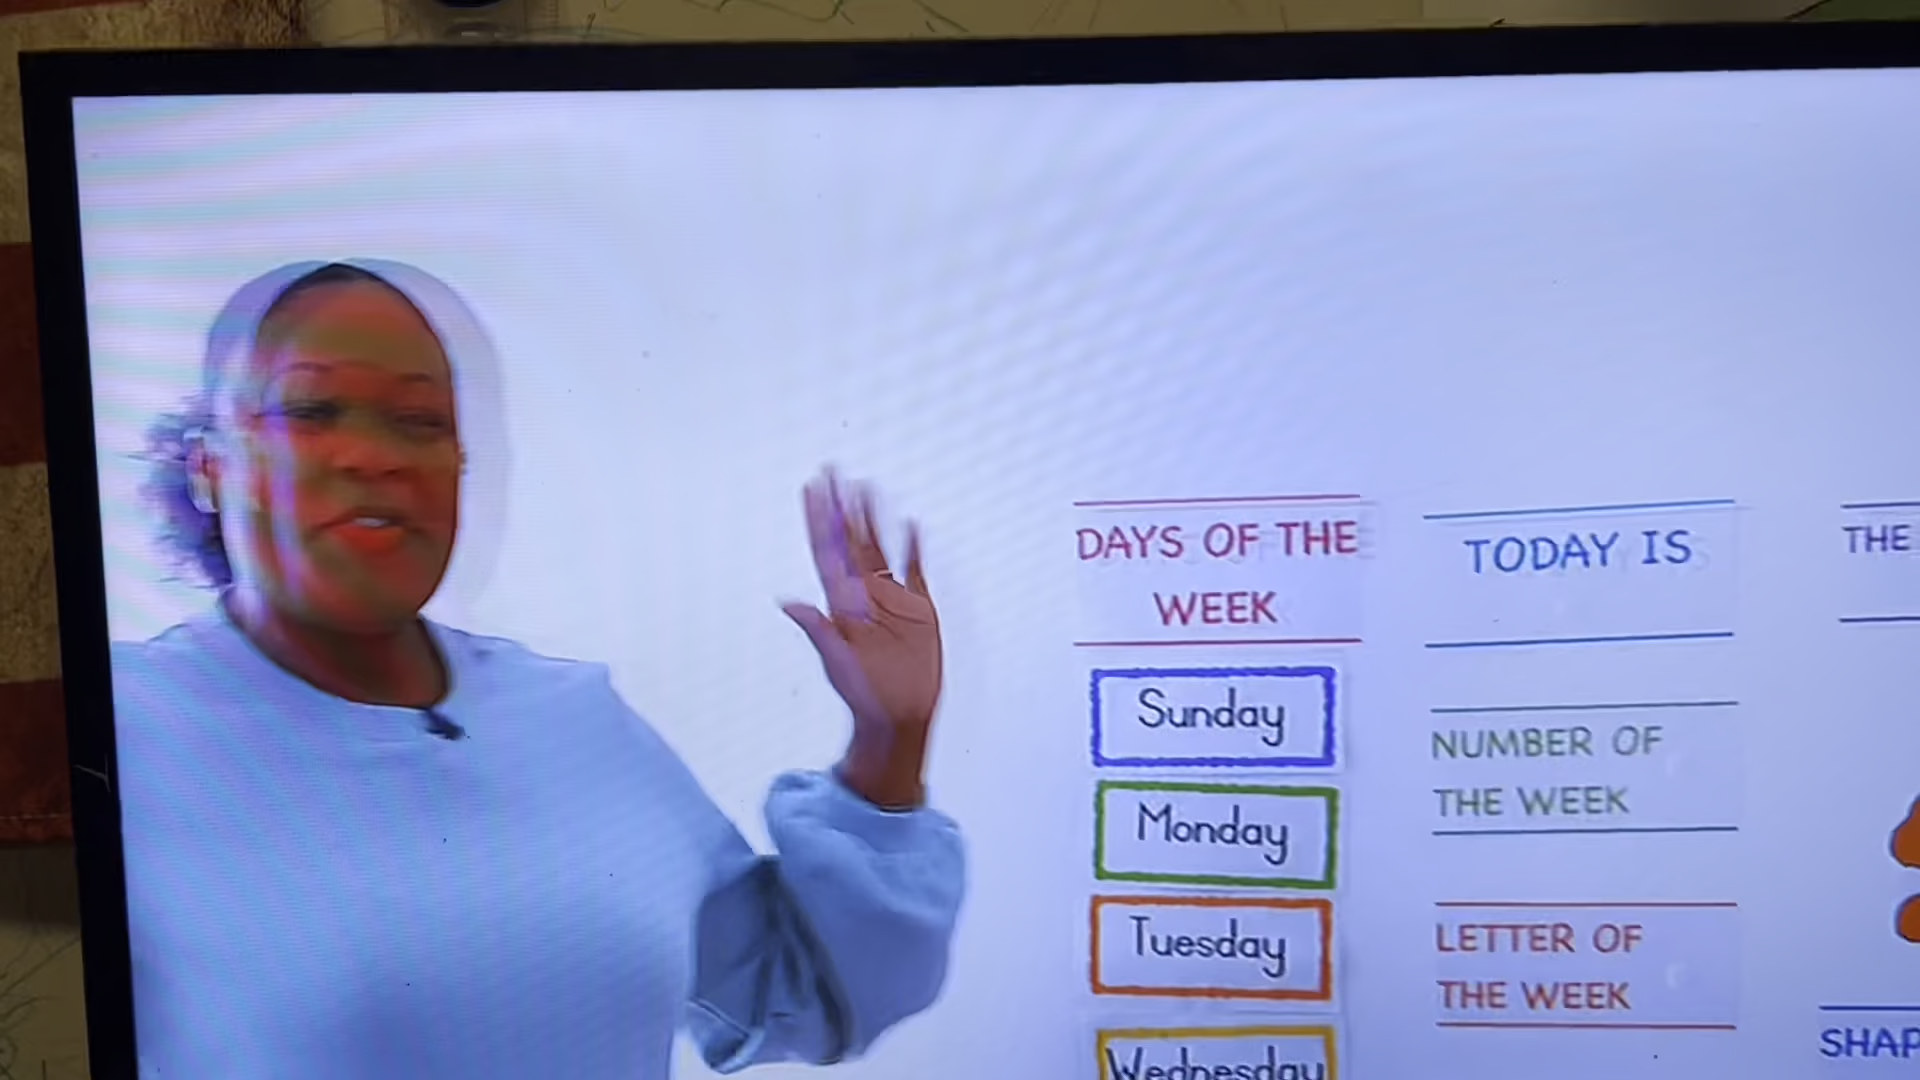 DAYS OF THE
WEEK
Sunday
Monday
Tuesday
Wednesday
TODAY IS
NUMBER OF
THE WEEK
LETTER OF
THE WEEK
THE
SHAP